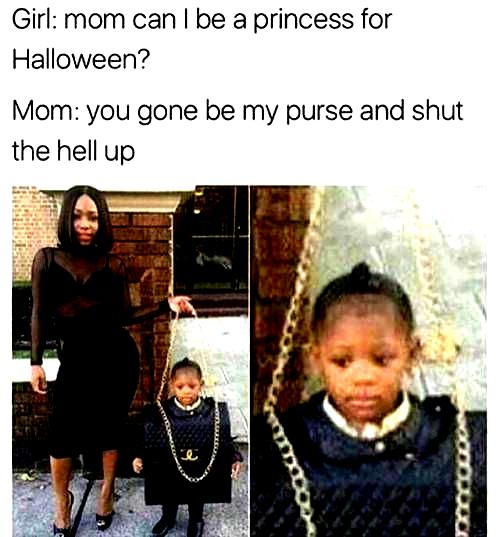 Girl: mom can I be a princess for
Halloween?
Mom: you gone be my purse and shut
the hell up